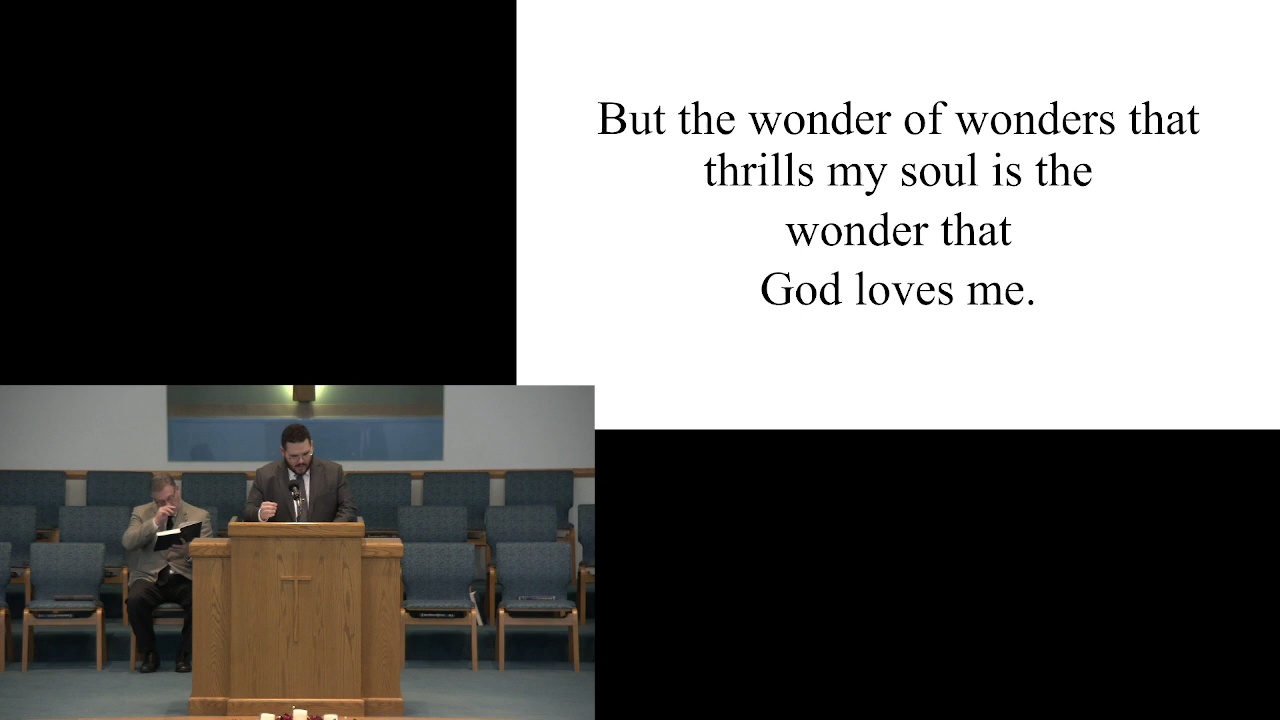 But the wonder of wonders that
thrills my soul is the
wonder that
God loves me.